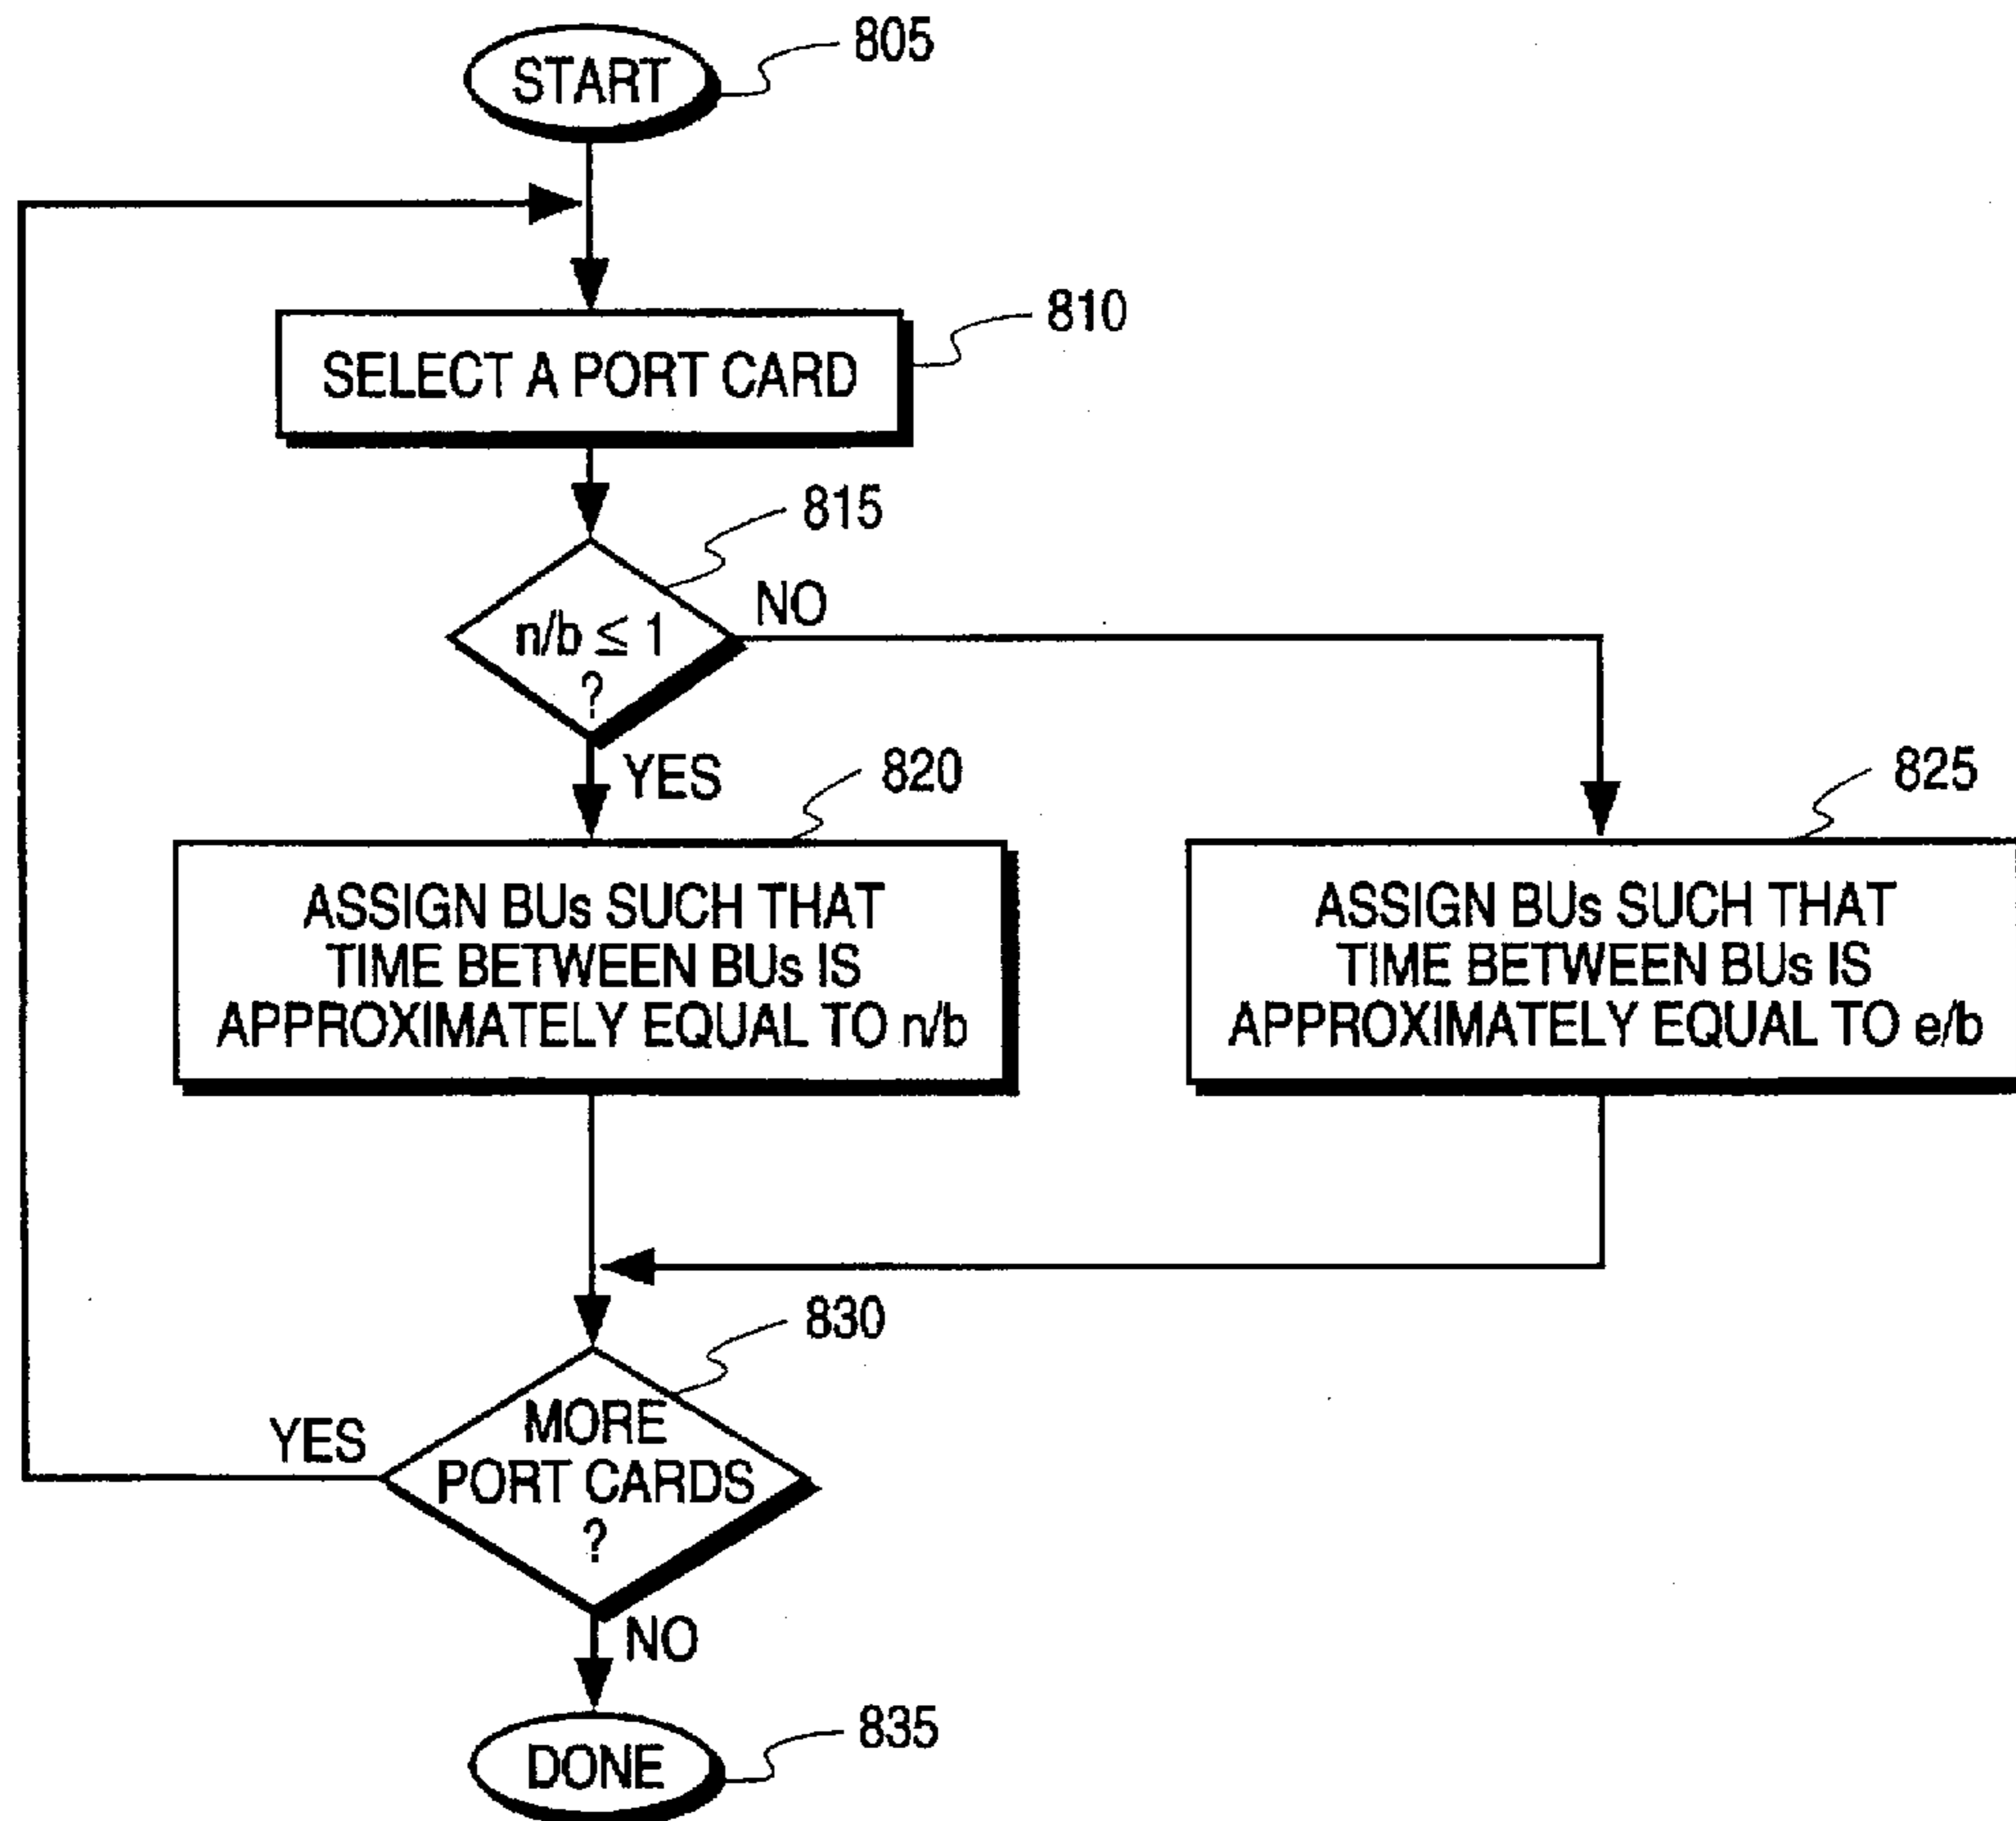 START
805
SELECT A PORT CARD
810
815
n/b ≤ 1
?
NO
YES
820
825
ASSIGN BUs SUCH THAT
TIME BETWEEN BUs IS
APPROXIMATELY EQUAL TO n/b
ASSIGN BUs SUCH THAT
TIME BETWEEN BUs IS
APPROXIMATELY EQUAL TO e/b
830
MORE
PORT CARDS
?
YES
NO
DONE
835